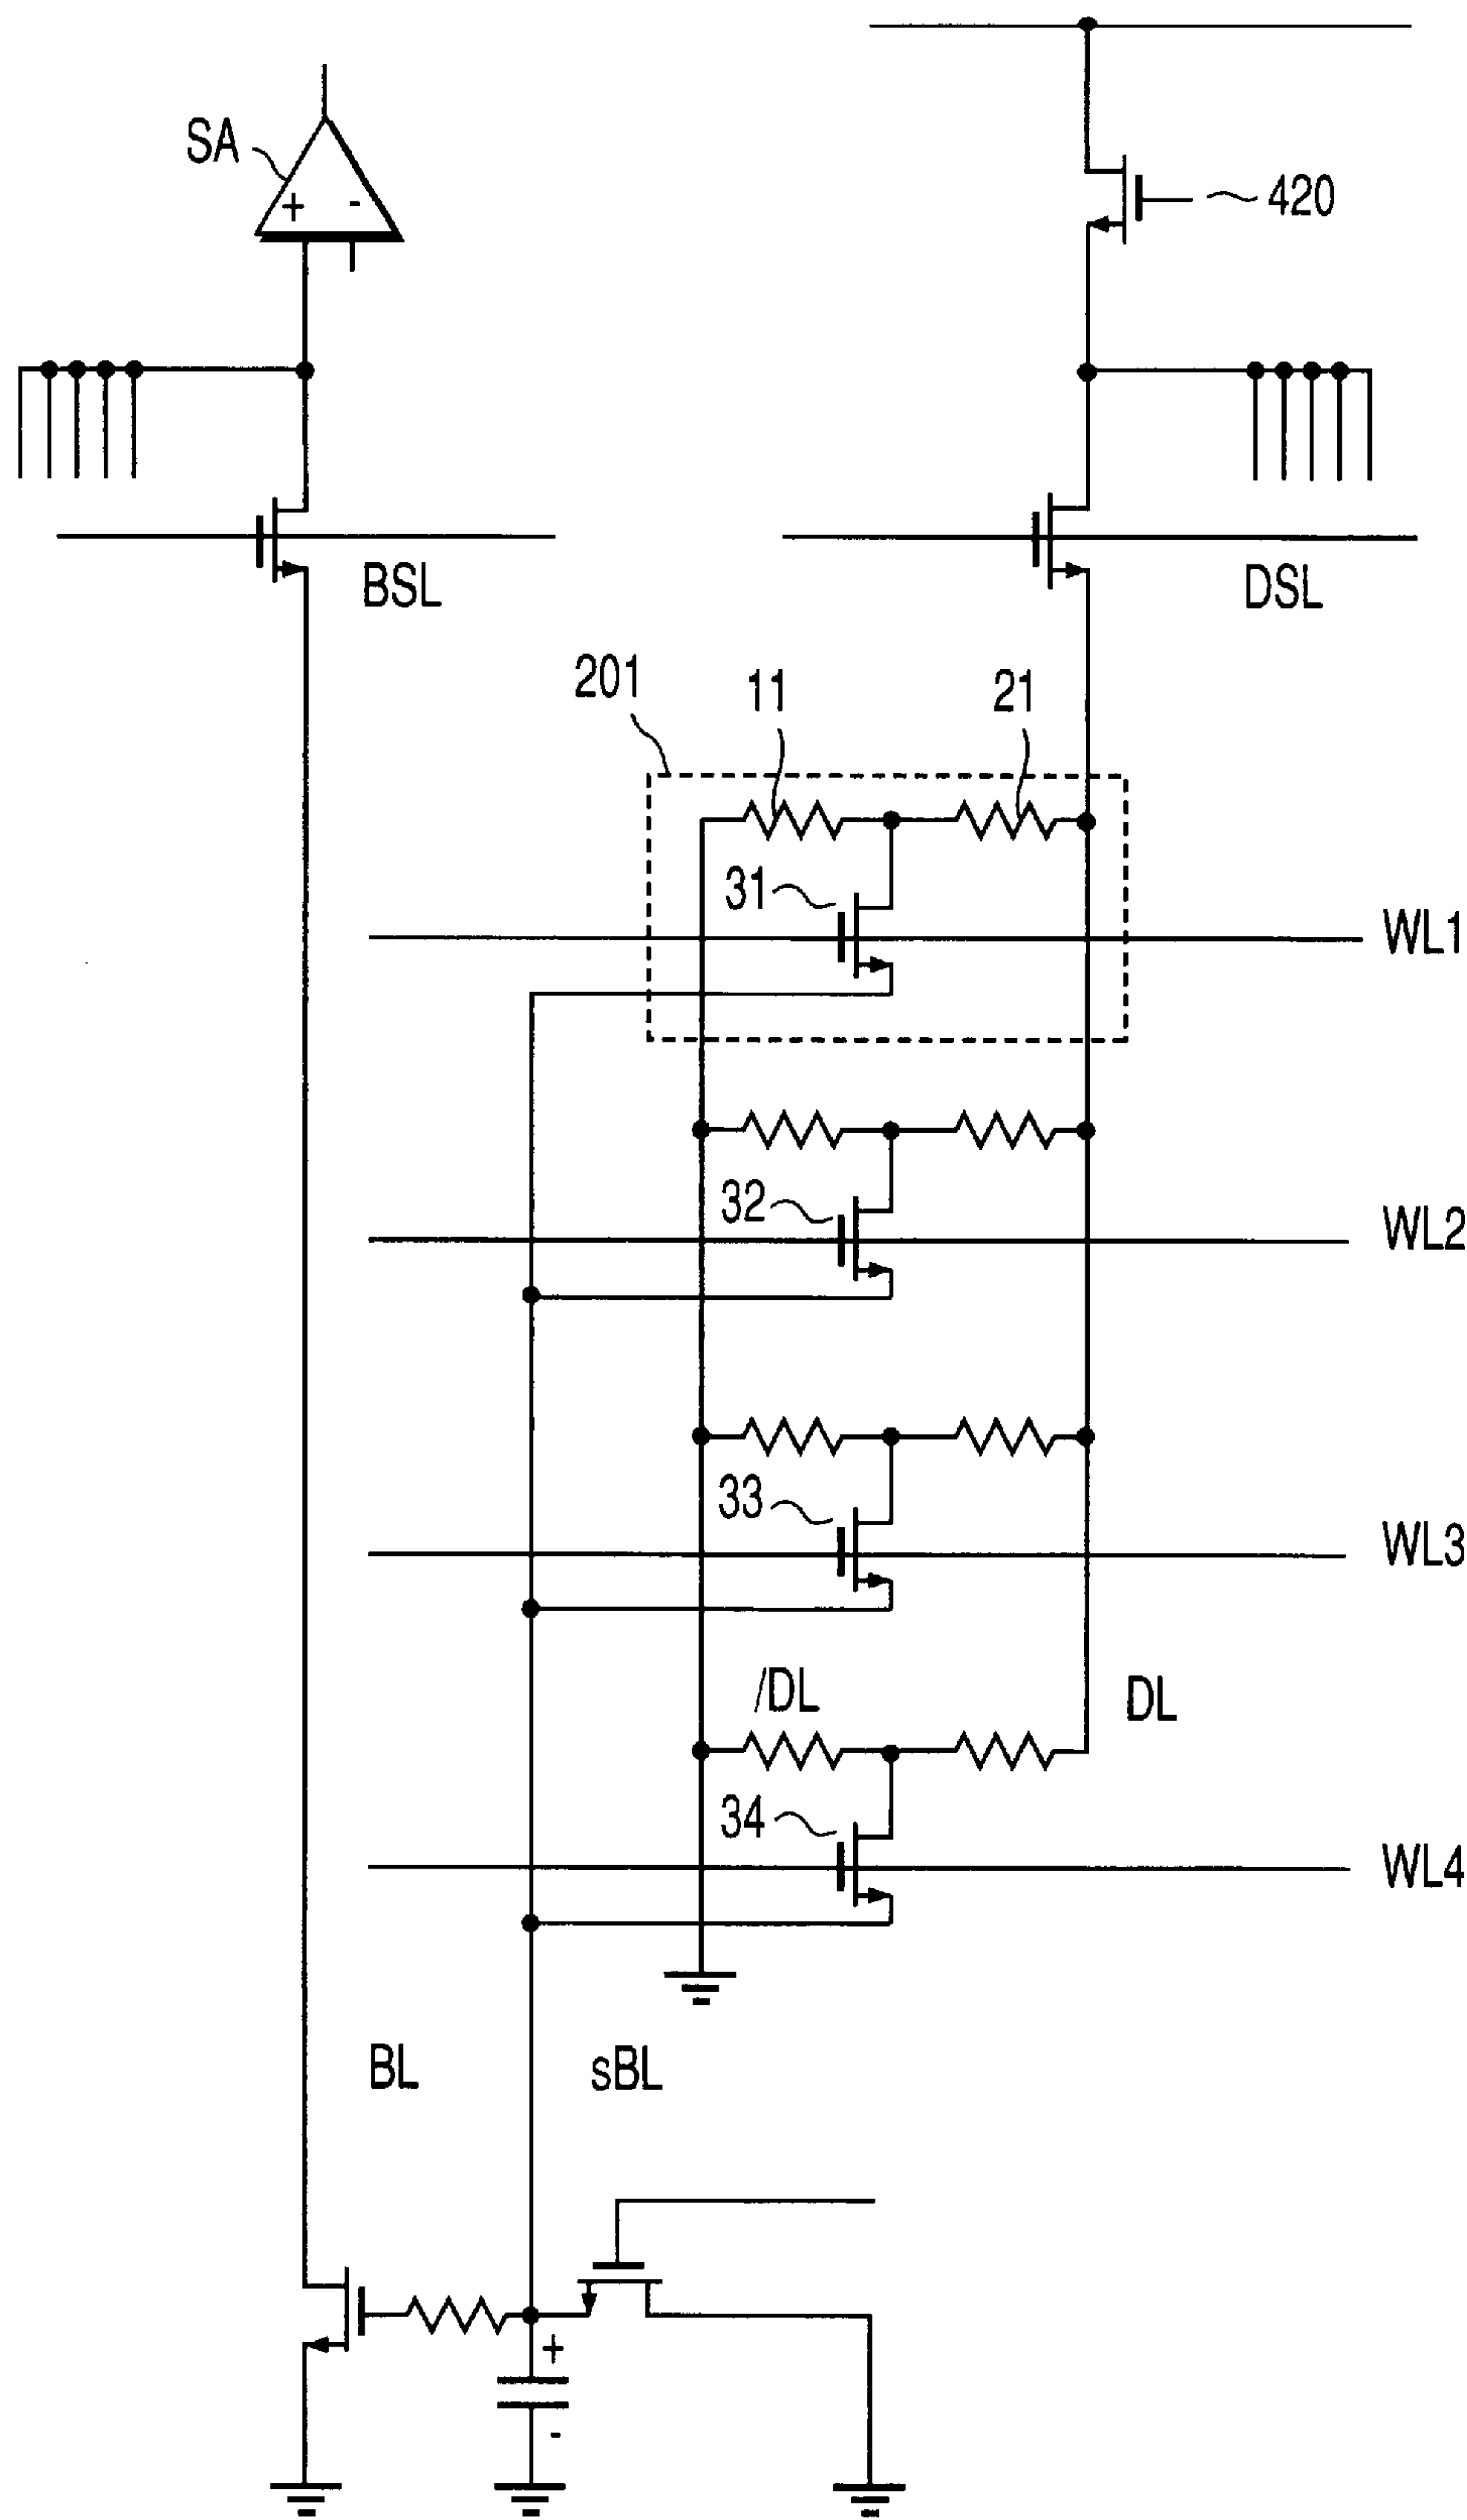 SA
+ -
420
BSL
DSL
201
11
21
31
WL1
32
WL2
33
WL3
/DL
DL
34
WL4
BL
sBL
+
-